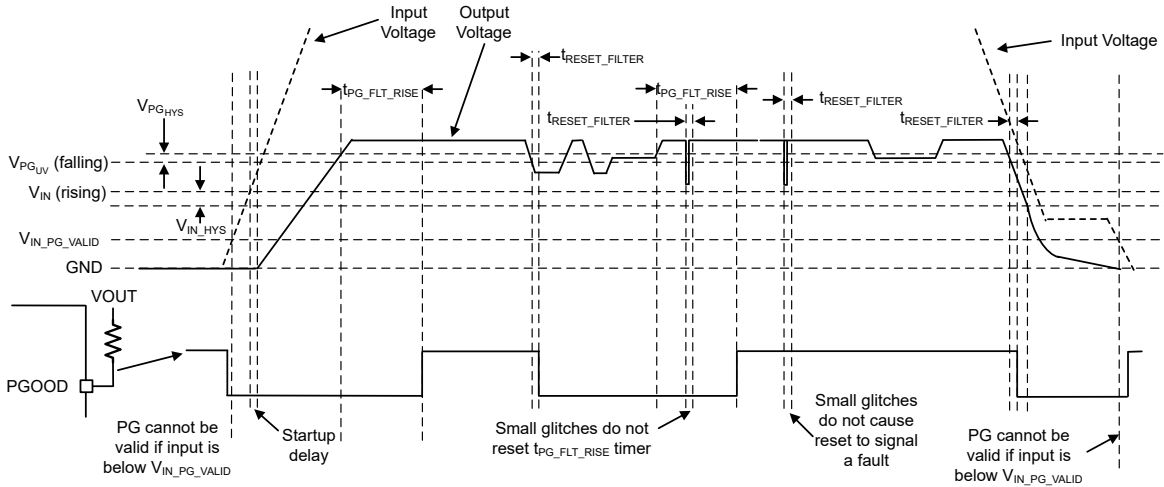 Input
Voltage
Output
Voltage
Input Voltage
tRESET_FILTER
tPG_FLT_RISE
tPG_FLT_RISE
tRESET_FILTER
tRESET_FILTER
tRESET_FILTER
VPGHYS
VPGUV (falling)
VIN (rising)
VIN_HYS
VIN_PG_VALID
GND
VOUT
PGOOD
PG cannot be
valid if input is
below VIN_PG_VALID
Startup
delay
Small glitches do not
reset tPG_FLT_RISE timer
Small glitches
do not cause
reset to signal
a fault
PG cannot be
valid if input is
below VIN_PG_VALID